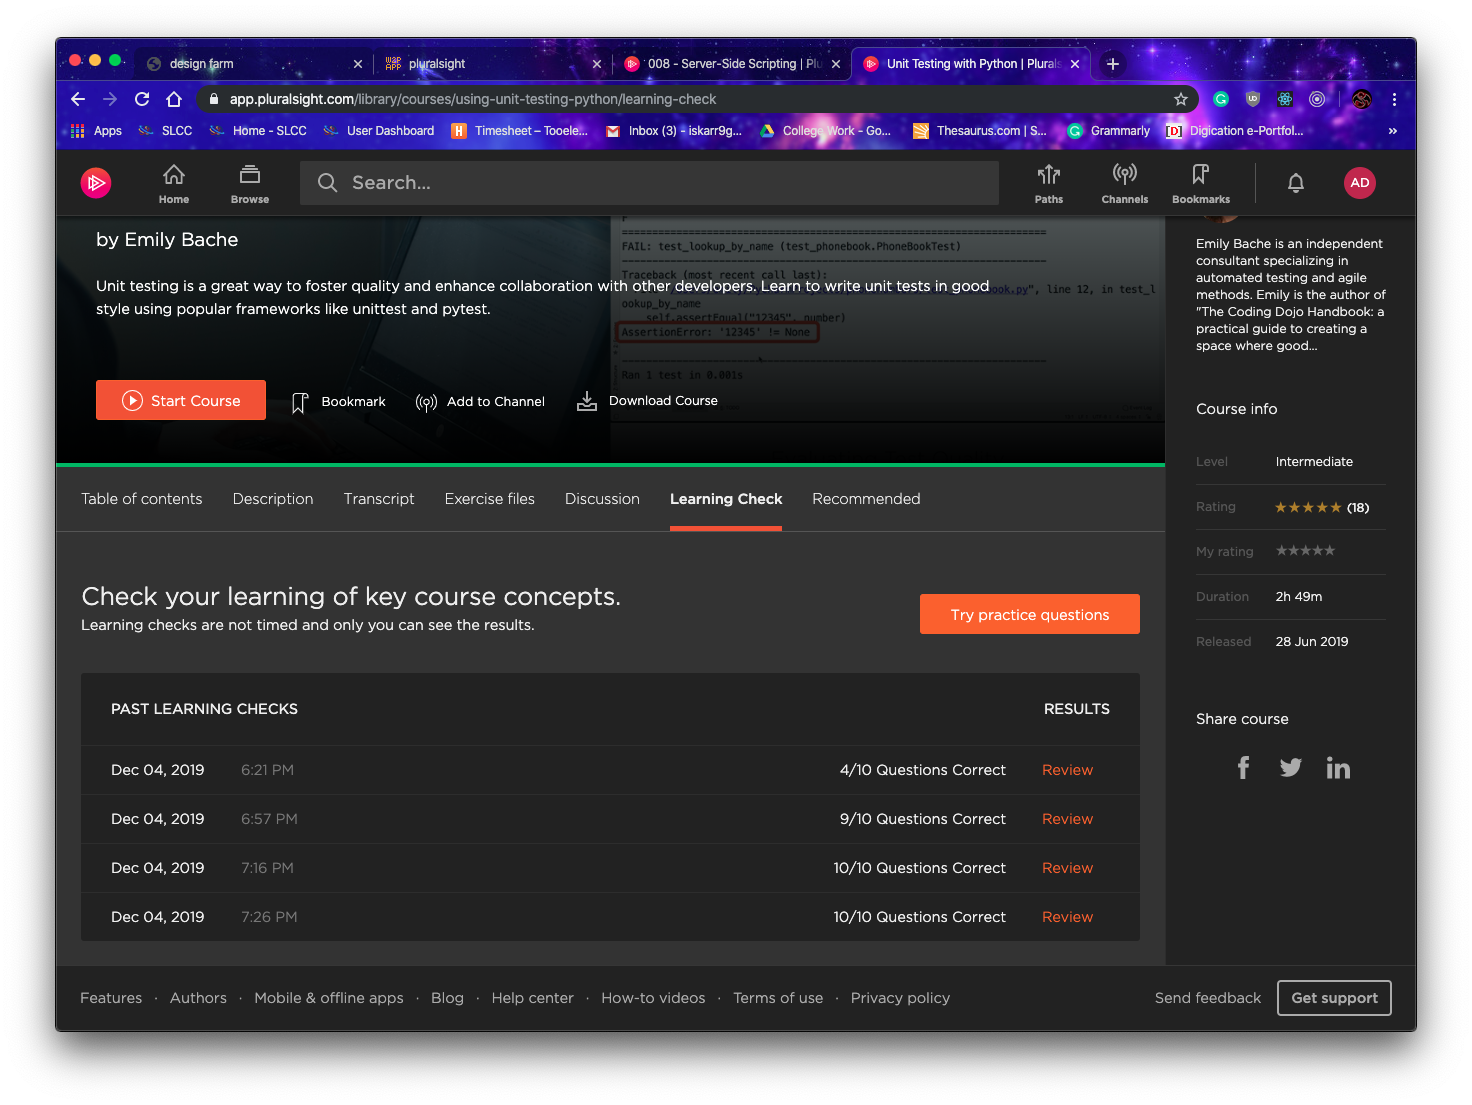 design farm
pluralsight
008 - Server-Side Scripting | Plu
Unit Testing with Python | Plurals
app.pluralsight.com/library/courses/using-unit-testing-python/learning-check
Apps
SLCC
Home - SLCC
User Dashboard
Timesheet – Tooele...
Inbox (3) - iskarr9g...
College Work - Go...
Thesaurus.com | S...
Grammarly
Digication e-Portfol...
»
Home
Browse
Search...
Paths
Channels
Bookmarks
AD
by Emily Bache
Unit testing is a great way to foster quality and enhance collaboration with other developers. Learn to write unit tests in good
style using popular frameworks like unittest and pytest.
F
FAIL: test_lookup_by_name (test_phonebook.PhoneBookTest)
Traceback (most recent call last):
book.py", line 12, in test_l
ookup_by_name
self.assertEqual("12345", number)
AssertionError: '12345' != None
Ran 1 test in 0.001s
Start Course
Bookmark
Add to Channel
Download Course
Emily Bache is an independent
consultant specializing in
automated testing and agile
methods. Emily is the author of
"The Coding Dojo Handbook: a
practical guide to creating a
space where good...
Course info
Level Intermediate
Rating ★★★★★ (18)
My rating ★★★★★
Duration 2h 49m
Released 28 Jun 2019
Share course
Table of contents
Description
Transcript
Exercise files
Discussion
Learning Check
Recommended
Check your learning of key course concepts.
Learning checks are not timed and only you can see the results.
Try practice questions
PAST LEARNING CHECKS RESULTS
Dec 04, 2019 6:21 PM 4/10 Questions Correct Review
Dec 04, 2019 6:57 PM 9/10 Questions Correct Review
Dec 04, 2019 7:16 PM 10/10 Questions Correct Review
Dec 04, 2019 7:26 PM 10/10 Questions Correct Review
Features · Authors · Mobile & offline apps · Blog · Help center · How-to videos · Terms of use · Privacy policy
Send feedback
Get support